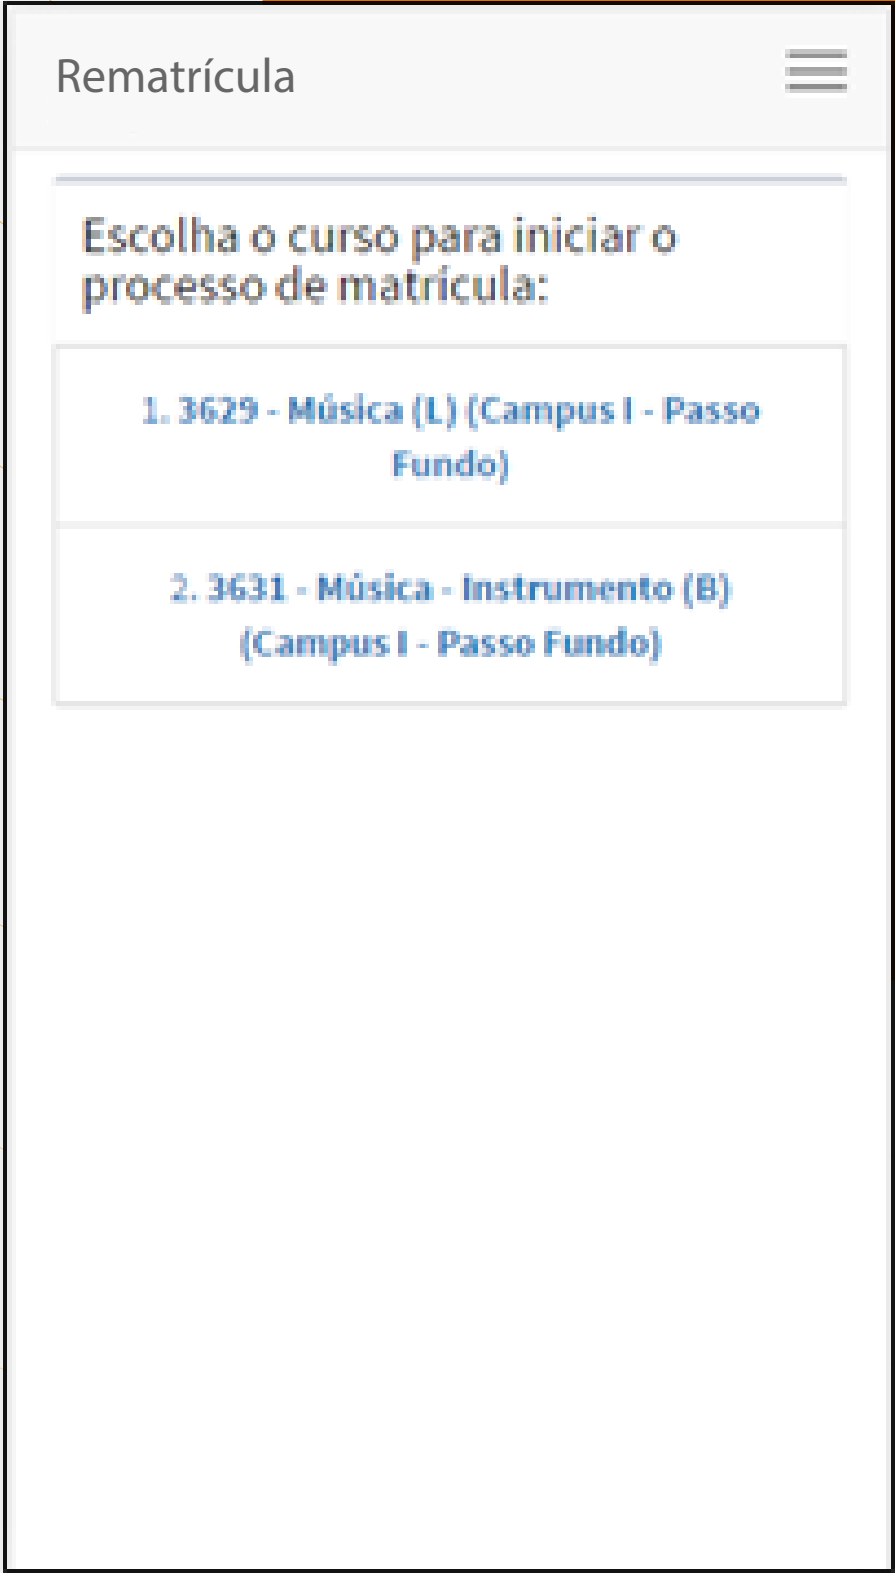 Rematrícula
Escolha o curso para iniciar o
processo de matrícula:
1. 3629 - Música (L) (Campus I - Passo
Fundo)
2. 3631 - Música - Instrumento (B)
(Campus I - Passo Fundo)